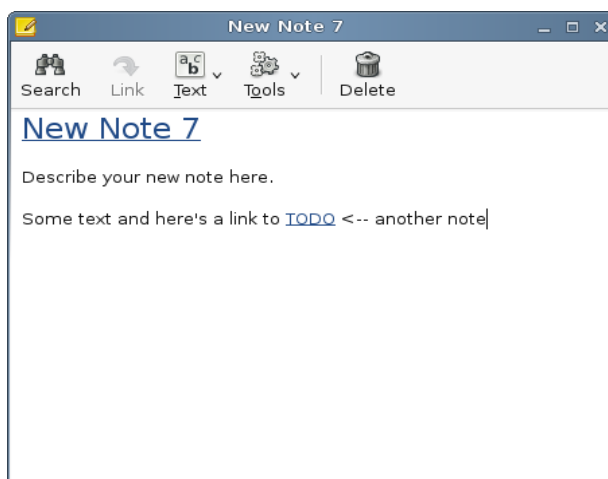 New Note 7
Search Link Text Tools Delete
New Note 7
Describe your new note here.
Some text and here's a link to TODO <-- another note